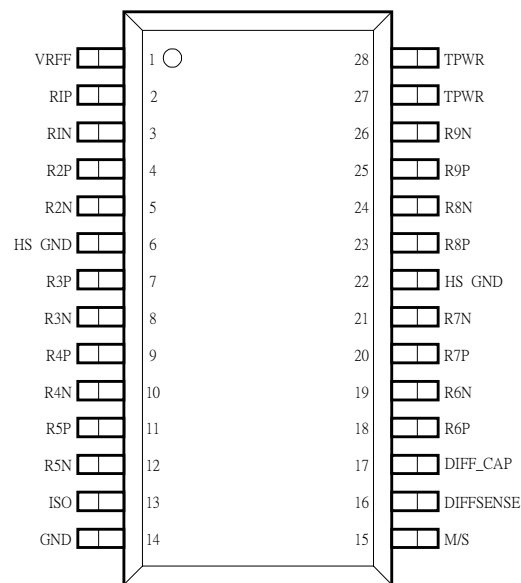 VRFF 1 28 TPWR
RIP 2 27 TPWR
RIN 3 26 R9N
R2P 4 25 R9P
R2N 5 24 R8N
HS GND 6 23 R8P
R3P 7 22 HS GND
R3N 8 21 R7N
R4P 9 20 R7P
R4N 10 19 R6N
R5P 11 18 R6P
R5N 12 17 DIFF_CAP
ISO 13 16 DIFFSENSE
GND 14 15 M/S